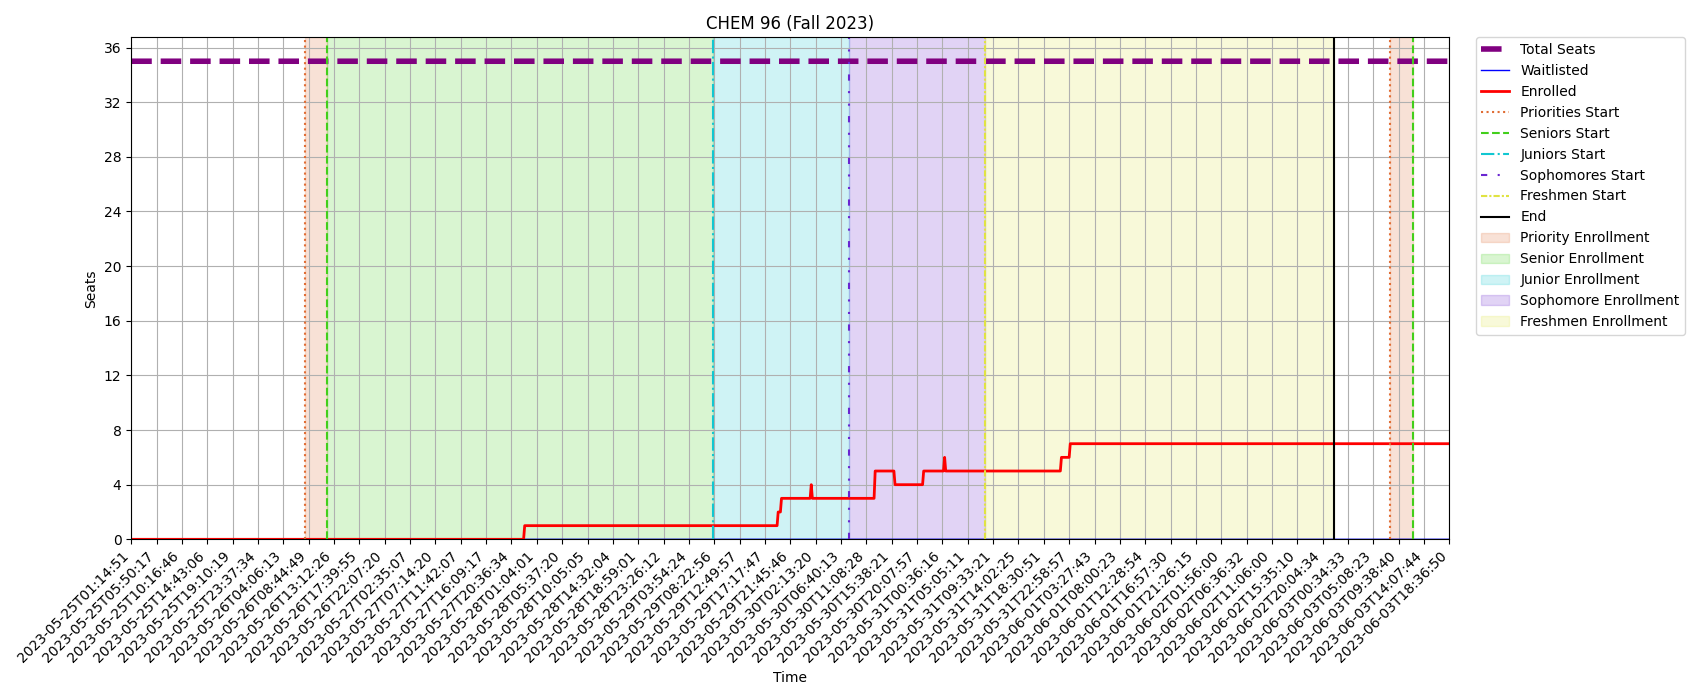 CHEM 96 (Fall 2023)
36
32
28
24
20
16
12
8
4
0
Seats
2023-05-25T01:14:51
2023-05-25T05:50:17
2023-05-25T10:16:46
2023-05-25T14:43:06
2023-05-25T19:10:19
2023-05-25T23:37:34
2023-05-26T04:06:13
2023-05-26T08:44:49
2023-05-26T13:12:26
2023-05-26T17:39:55
2023-05-26T22:07:20
2023-05-27T02:35:07
2023-05-27T07:14:20
2023-05-27T11:42:07
2023-05-27T16:09:17
2023-05-27T20:36:34
2023-05-28T01:04:01
2023-05-28T05:37:20
2023-05-28T10:05:05
2023-05-28T14:32:04
2023-05-28T18:59:01
2023-05-28T23:26:12
2023-05-29T03:54:24
2023-05-29T08:22:56
2023-05-29T12:49:57
2023-05-29T17:17:47
2023-05-29T21:45:46
2023-05-30T02:13:20
2023-05-30T06:40:13
2023-05-30T11:08:28
2023-05-30T15:38:21
2023-05-30T20:07:57
2023-05-31T00:36:16
2023-05-31T05:05:11
2023-05-31T09:33:21
2023-05-31T14:02:25
2023-05-31T18:30:51
2023-05-31T22:58:57
2023-06-01T03:27:43
2023-06-01T08:00:23
2023-06-01T12:28:54
2023-06-01T16:57:30
2023-06-01T21:26:15
2023-06-02T01:56:00
2023-06-02T06:36:32
2023-06-02T11:06:00
2023-06-02T15:35:10
2023-06-02T20:04:34
2023-06-03T00:34:33
2023-06-03T05:08:23
2023-06-03T09:38:40
2023-06-03T14:07:44
2023-06-03T18:36:50
Time
Total Seats
Waitlisted
Enrolled
Priorities Start
Seniors Start
Juniors Start
Sophomores Start
Freshmen Start
End
Priority Enrollment
Senior Enrollment
Junior Enrollment
Sophomore Enrollment
Freshmen Enrollment